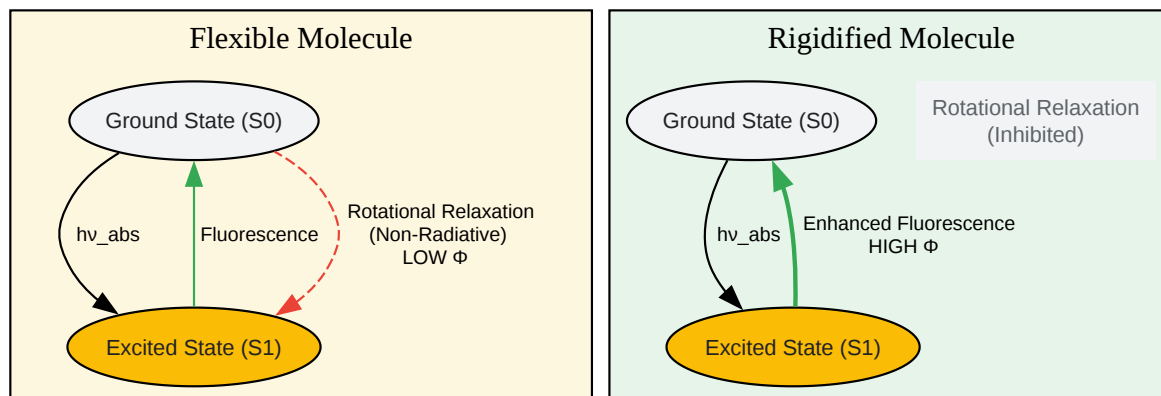 Flexible Molecule
Ground State (S0)
hν_abs
Fluorescence
Rotational Relaxation
(Non-Radiative)
LOW Φ
Excited State (S1)
Rigidified Molecule
Ground State (S0)
Rotational Relaxation
(Inhibited)
hν_abs
Enhanced Fluorescence
HIGH Φ
Excited State (S1)